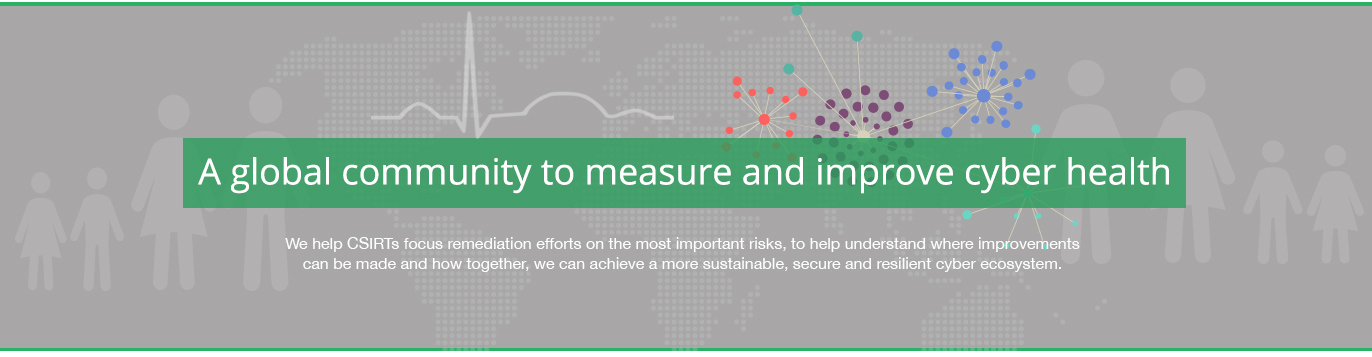 A global community to measure and improve cyber health
We help CSIRTs focus remediation efforts on the most important risks, to help understand where improvements
can be made and how together, we can achieve a more sustainable, secure and resilient cyber ecosystem.